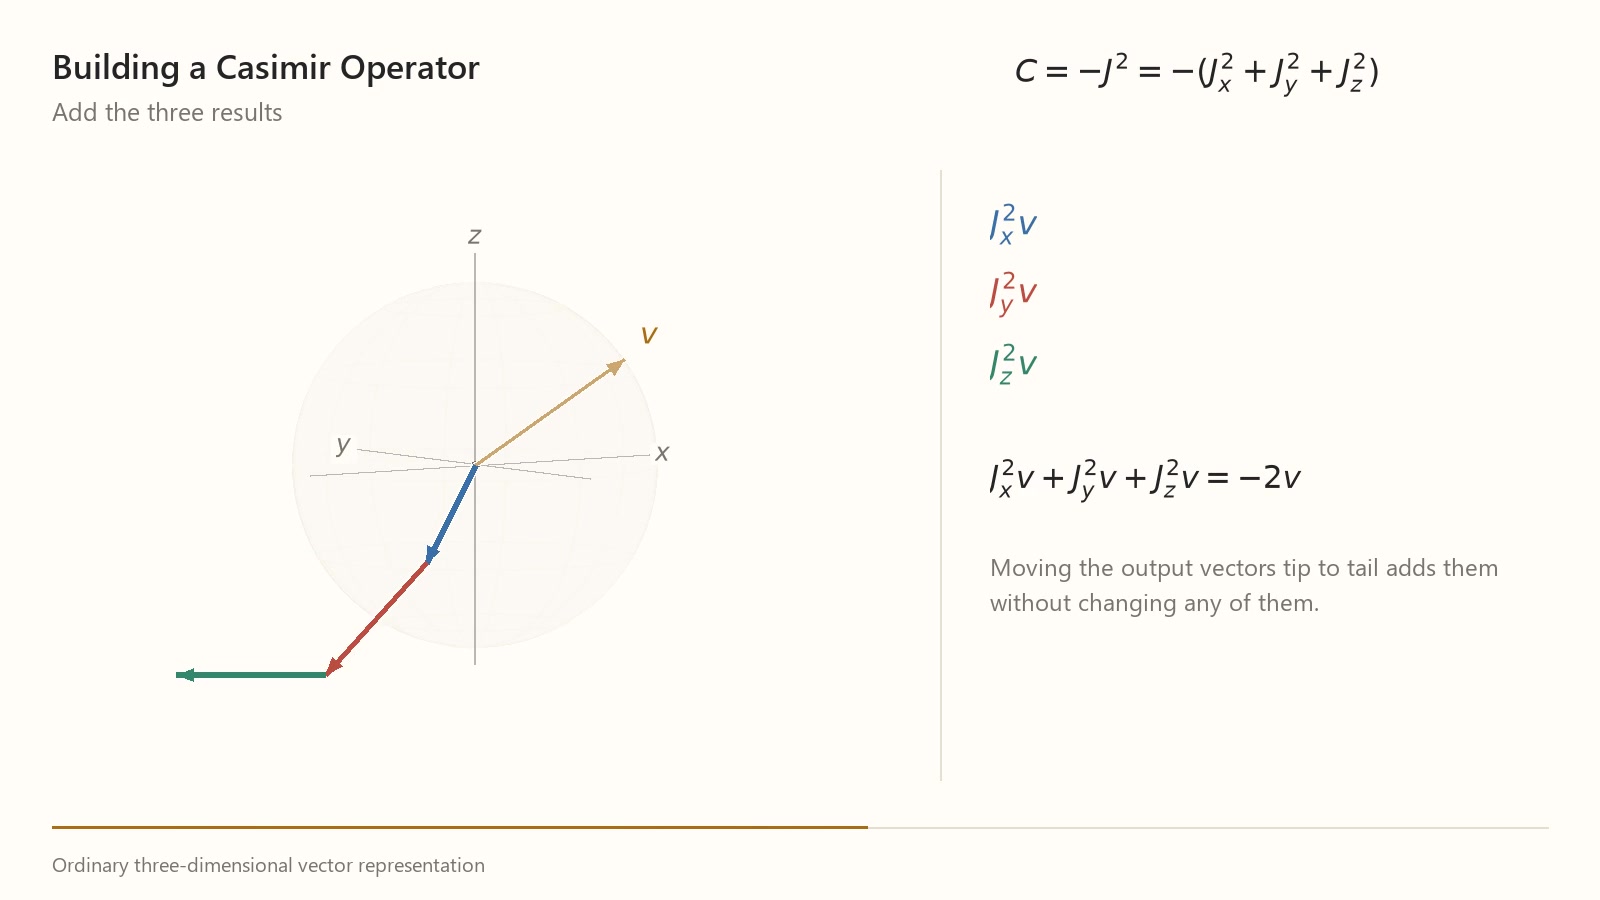 Building a Casimir Operator
Add the three results
C = −J² = −(J_x² + J_y² + J_z²)
z
v
y
x
J_x²v
J_y²v
J_z²v
J_x²v + J_y²v + J_z²v = −2v
Moving the output vectors tip to tail adds them
without changing any of them.
Ordinary three-dimensional vector representation